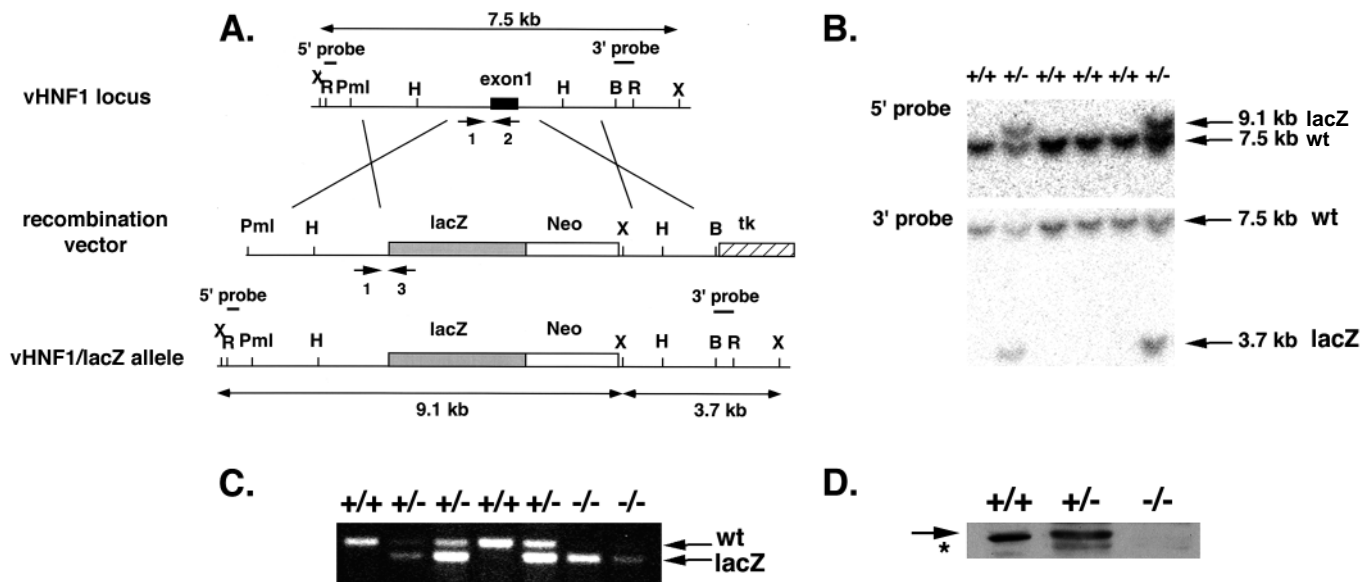 A.
7.5 kb
5' probe
3' probe
X R Pml H exon1 H B R X
vHNF1 locus
1 2
recombination
vector
Pml H lacZ Neo X H B tk
1 3
5' probe
3' probe
vHNF1/lacZ allele
X R Pml H lacZ Neo X H B R X
9.1 kb 3.7 kb
B.
+/+ +/- +/+ +/+ +/+ +/-
5' probe
9.1 kb lacZ
7.5 kb wt
3' probe
7.5 kb wt
3.7 kb lacZ
C.
+/+ +/- +/- +/+ +/- -/- -/-
wt
lacZ
D.
+/+ +/- -/-
*